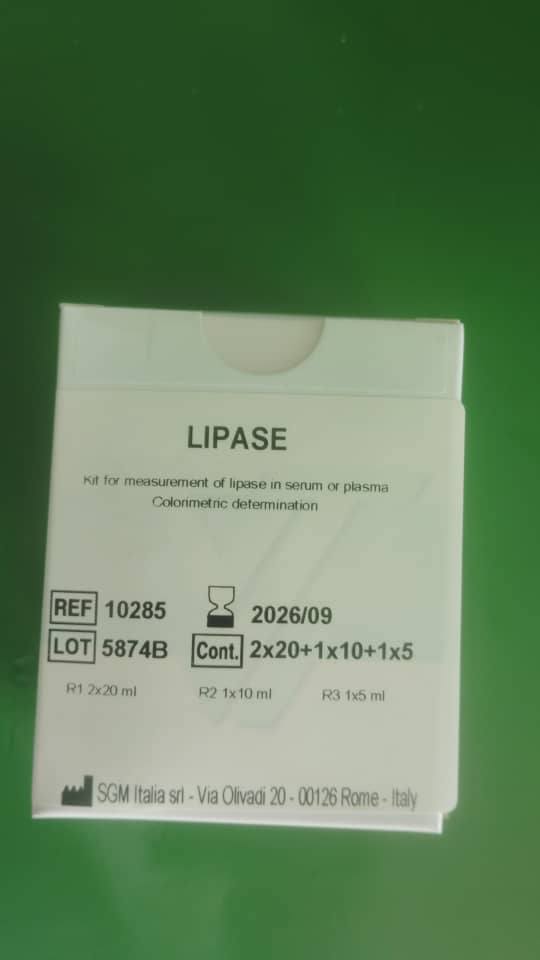 LIPASE
Kit for measurement of lipase in serum or plasma
Colorimetric determination
REF 10285 2026/09
LOT 5874B Cont. 2x20+1x10+1x5
R1 2x20 ml R2 1x10 ml R3 1x5 ml
SGM Italia srl - Via Olivadi 20 - 00126 Rome - Italy